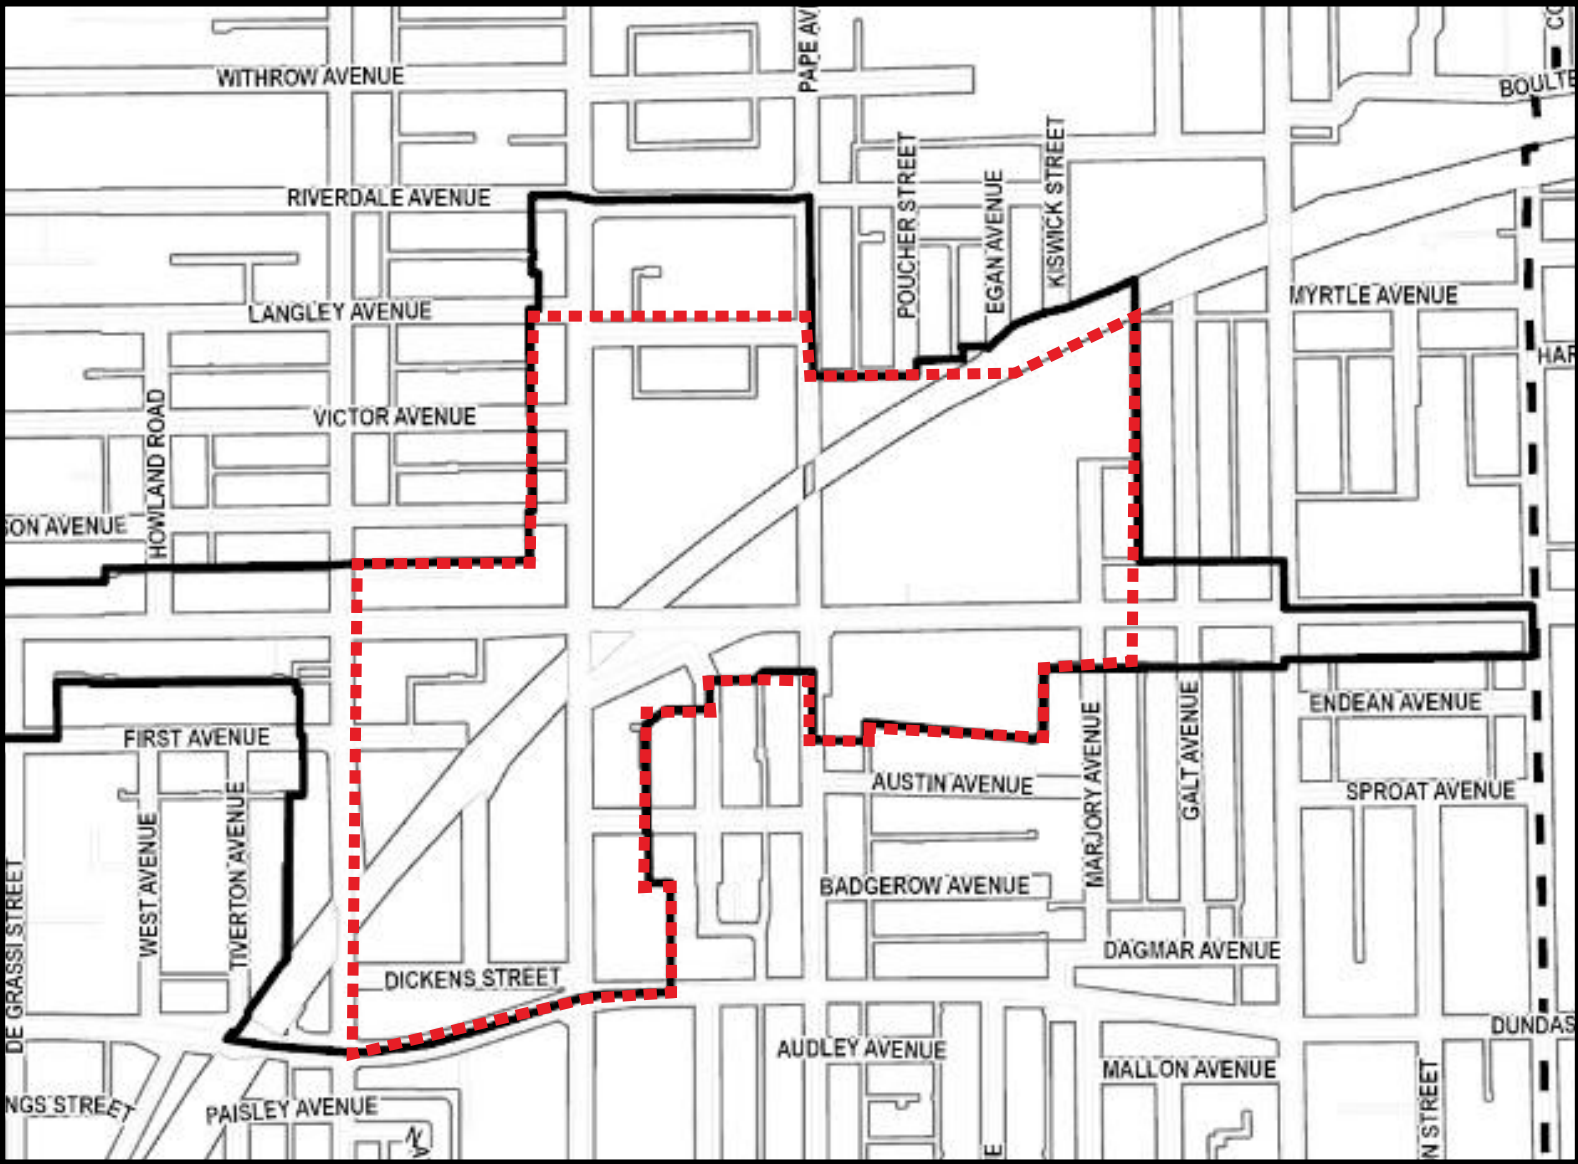 CO
WITHROW AVENUE
PAPE AV
BOULTE
RIVERDALE AVENUE
POUCHER STREET
EGAN AVENUE
KISWICK STREET
LANGLEY AVENUE
MYRTLE AVENUE
HAR
HOWLAND ROAD
VICTOR AVENUE
SON AVENUE
FIRST AVENUE
ENDEAN AVENUE
MARJORY AVENUE
GALT AVENUE
AUSTIN AVENUE
SPROAT AVENUE
DE GRASSI STREET
WEST AVENUE
TIVERTON AVENUE
BADGEROW AVENUE
DICKENS STREET
DAGMAR AVENUE
DUNDAS
AUDLEY AVENUE
MALLON AVENUE
NGS STREET
PAISLEY AVENUE
NA
E
N STREET